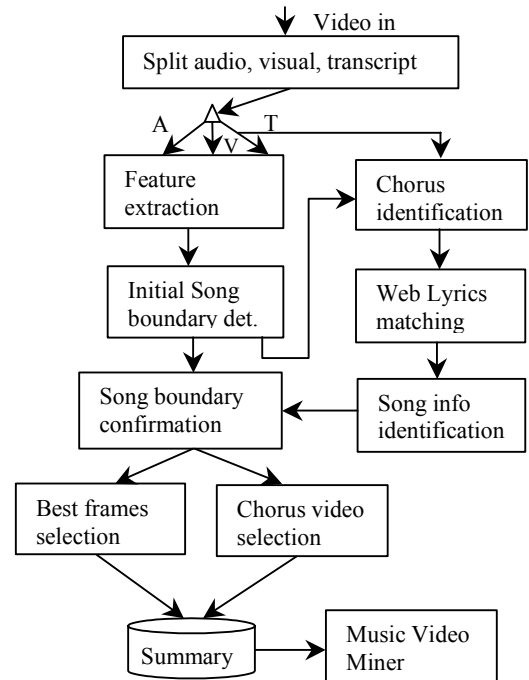 Video in
Split audio, visual, transcript
A
V
T
Feature
extraction
Chorus
identification
Initial Song
boundary det.
Web Lyrics
matching
Song boundary
confirmation
Song info
identification
Best frames
selection
Chorus video
selection
Summary
Music Video
Miner